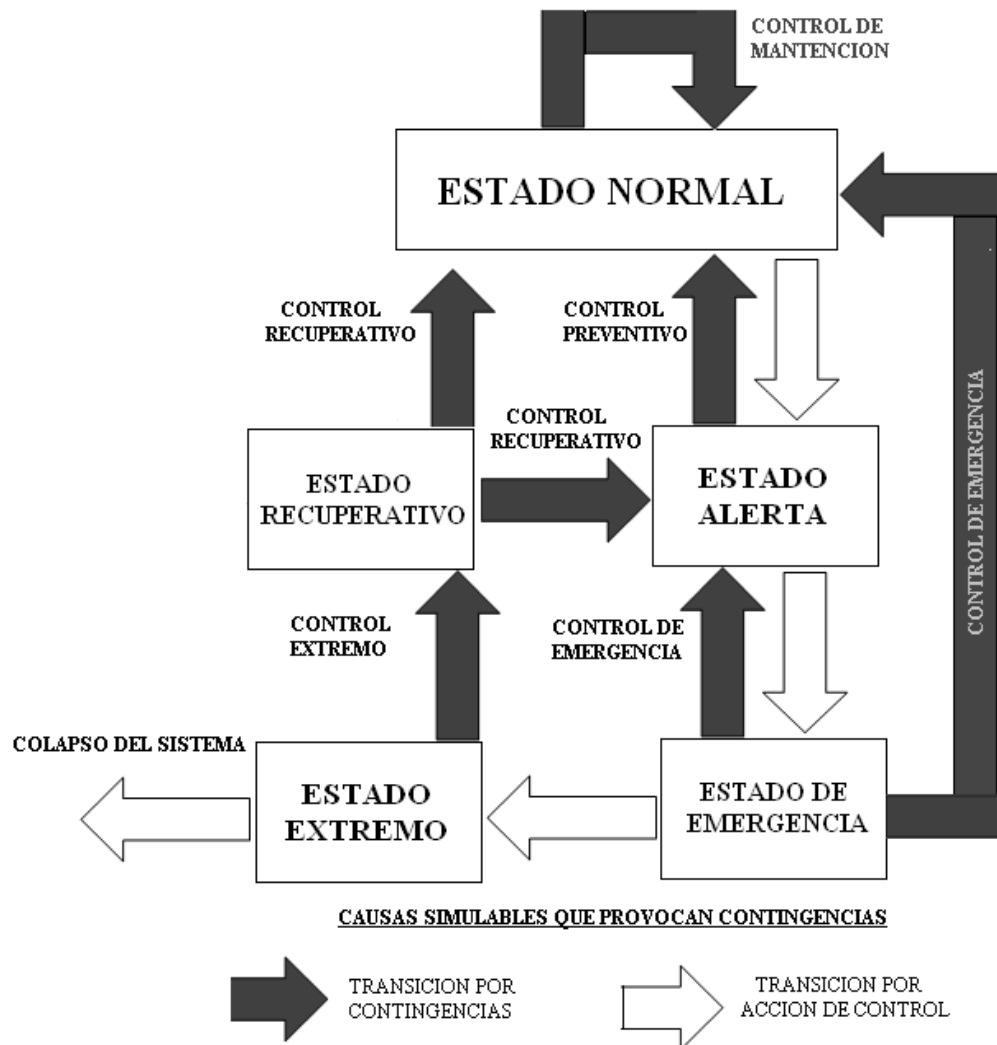 CONTROL DE
MANTENCION
ESTADO NORMAL
CONTROL
RECUPERATIVO
CONTROL
PREVENTIVO
CONTROL
RECUPERATIVO
ESTADO
RECUPERATIVO
ESTADO
ALERTA
CONTROL DE EMERGENCIA
CONTROL
EXTREMO
CONTROL DE
EMERGENCIA
COLAPSO DEL SISTEMA
ESTADO
EXTREMO
ESTADO DE
EMERGENCIA
CAUSAS SIMULABLES QUE PROVOCAN CONTINGENCIAS
TRANSICION POR
CONTINGENCIAS
TRANSICION POR
ACCION DE CONTROL